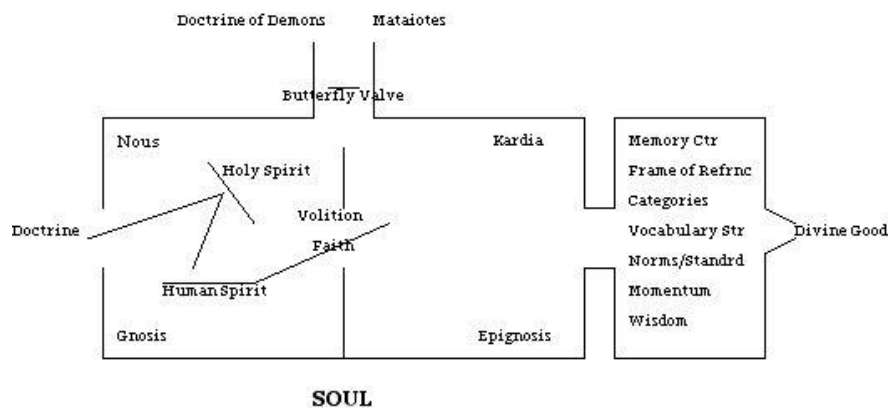 Doctrine of Demons
Mataiotes
Butterfly Valve
Nous
Kardia
Memory Ctr
Holy Spirit
Frame of Refrnc
Categories
Volition
Doctrine
Vocabulary Str
Divine Good
Faith
Norms/Standrd
Human Spirit
Momentum
Gnosis
Epignosis
Wisdom
SOUL